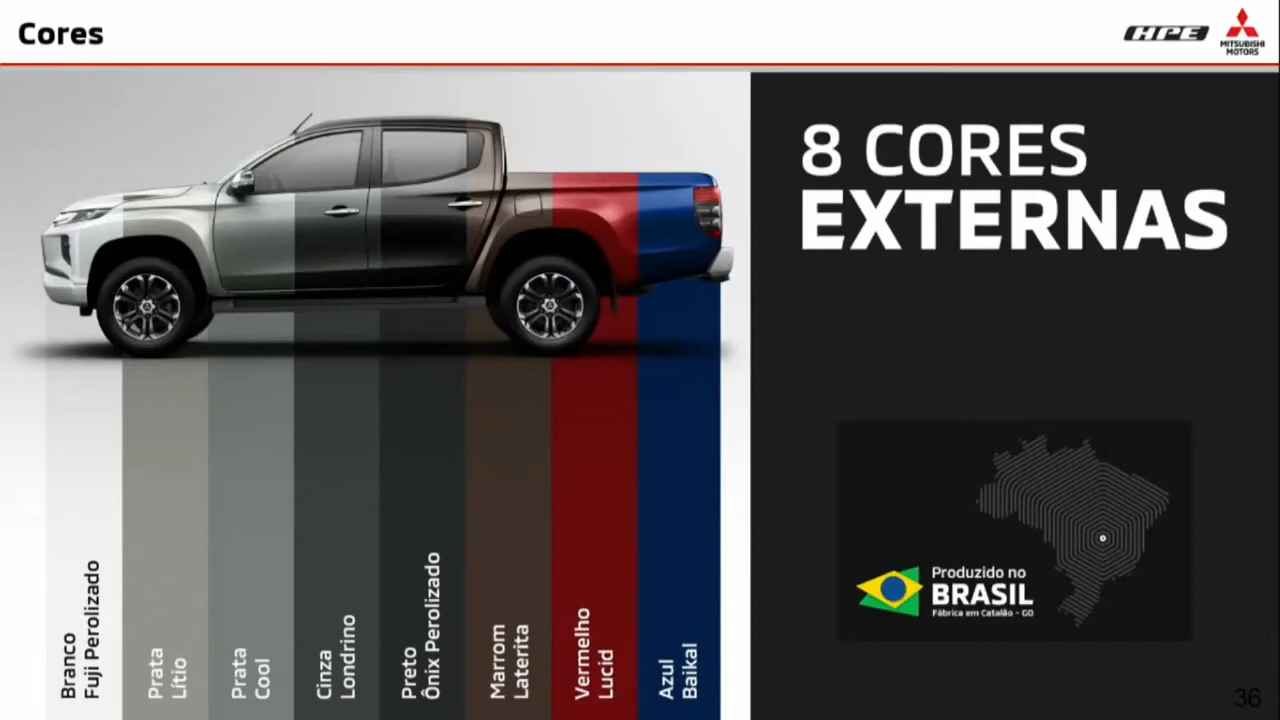 Cores
HPE
MITSUBISHI
MOTORS
8 CORES
EXTERNAS
Branco
Fuji Perolizado
Prata
Lítio
Prata
Cool
Cinza
Londrino
Preto
Ônix Perolizado
Marrom
Laterita
Vermelho
Lucid
Azul
Baikal
Produzido no
BRASIL
Fábrica em Catalão - GO
36